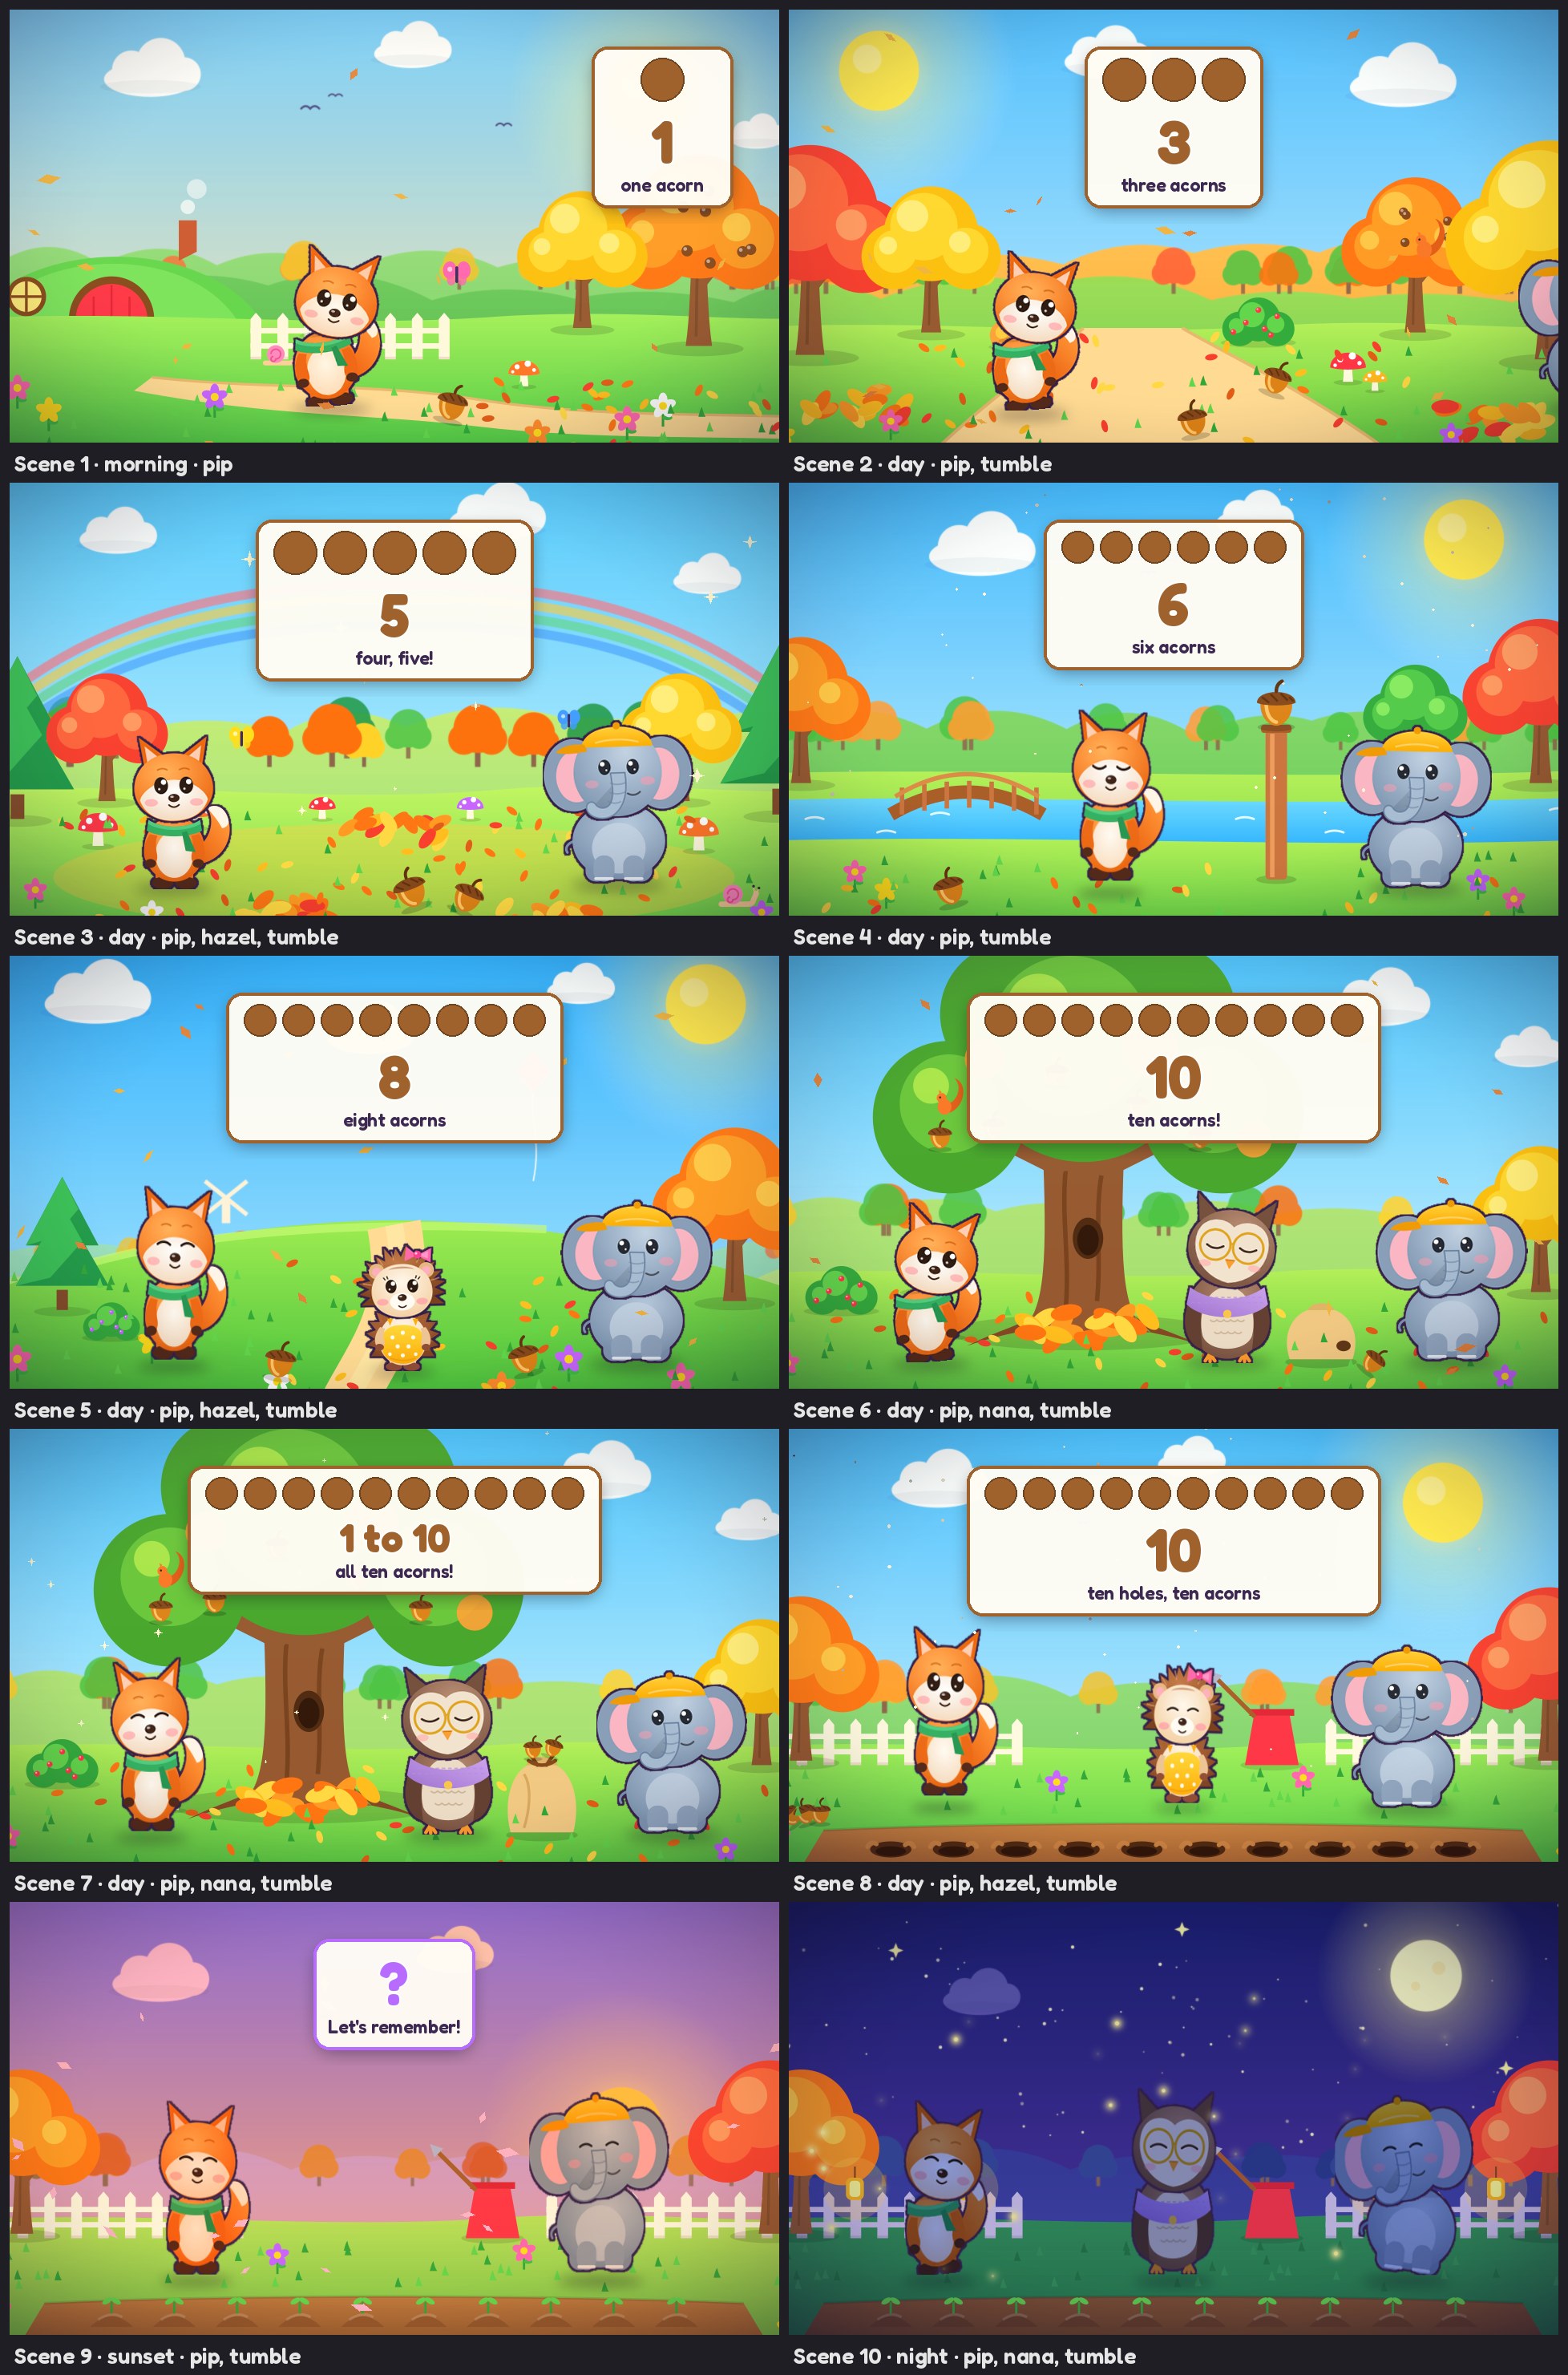 1
one acorn
3
three acorns
Scene 1 · morning · pip
Scene 2 · day · pip, tumble
5
four, five!
6
six acorns
Scene 3 · day · pip, hazel, tumble
Scene 4 · day · pip, tumble
8
eight acorns
10
ten acorns!
Scene 5 · day · pip, hazel, tumble
Scene 6 · day · pip, nana, tumble
1 to 10
all ten acorns!
10
ten holes, ten acorns
Scene 7 · day · pip, nana, tumble
Scene 8 · day · pip, hazel, tumble
?
Let's remember!
Scene 9 · sunset · pip, tumble
Scene 10 · night · pip, nana, tumble